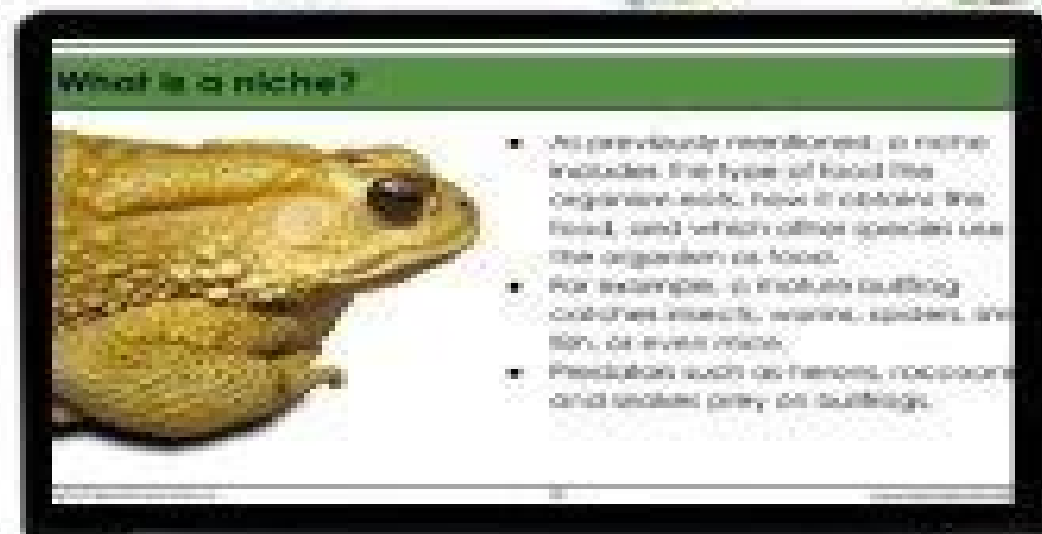 What is a niche?
• As previously mentioned, a niche
includes the type of food the
organism eats, how it obtains the
food, and which other species use
the organism as food.
• For example, a mature bullfrog
catches insects, worms, spiders,
fish, or even mice.
• Predators such as herons, raccoons
and snakes prey on bullfrogs.